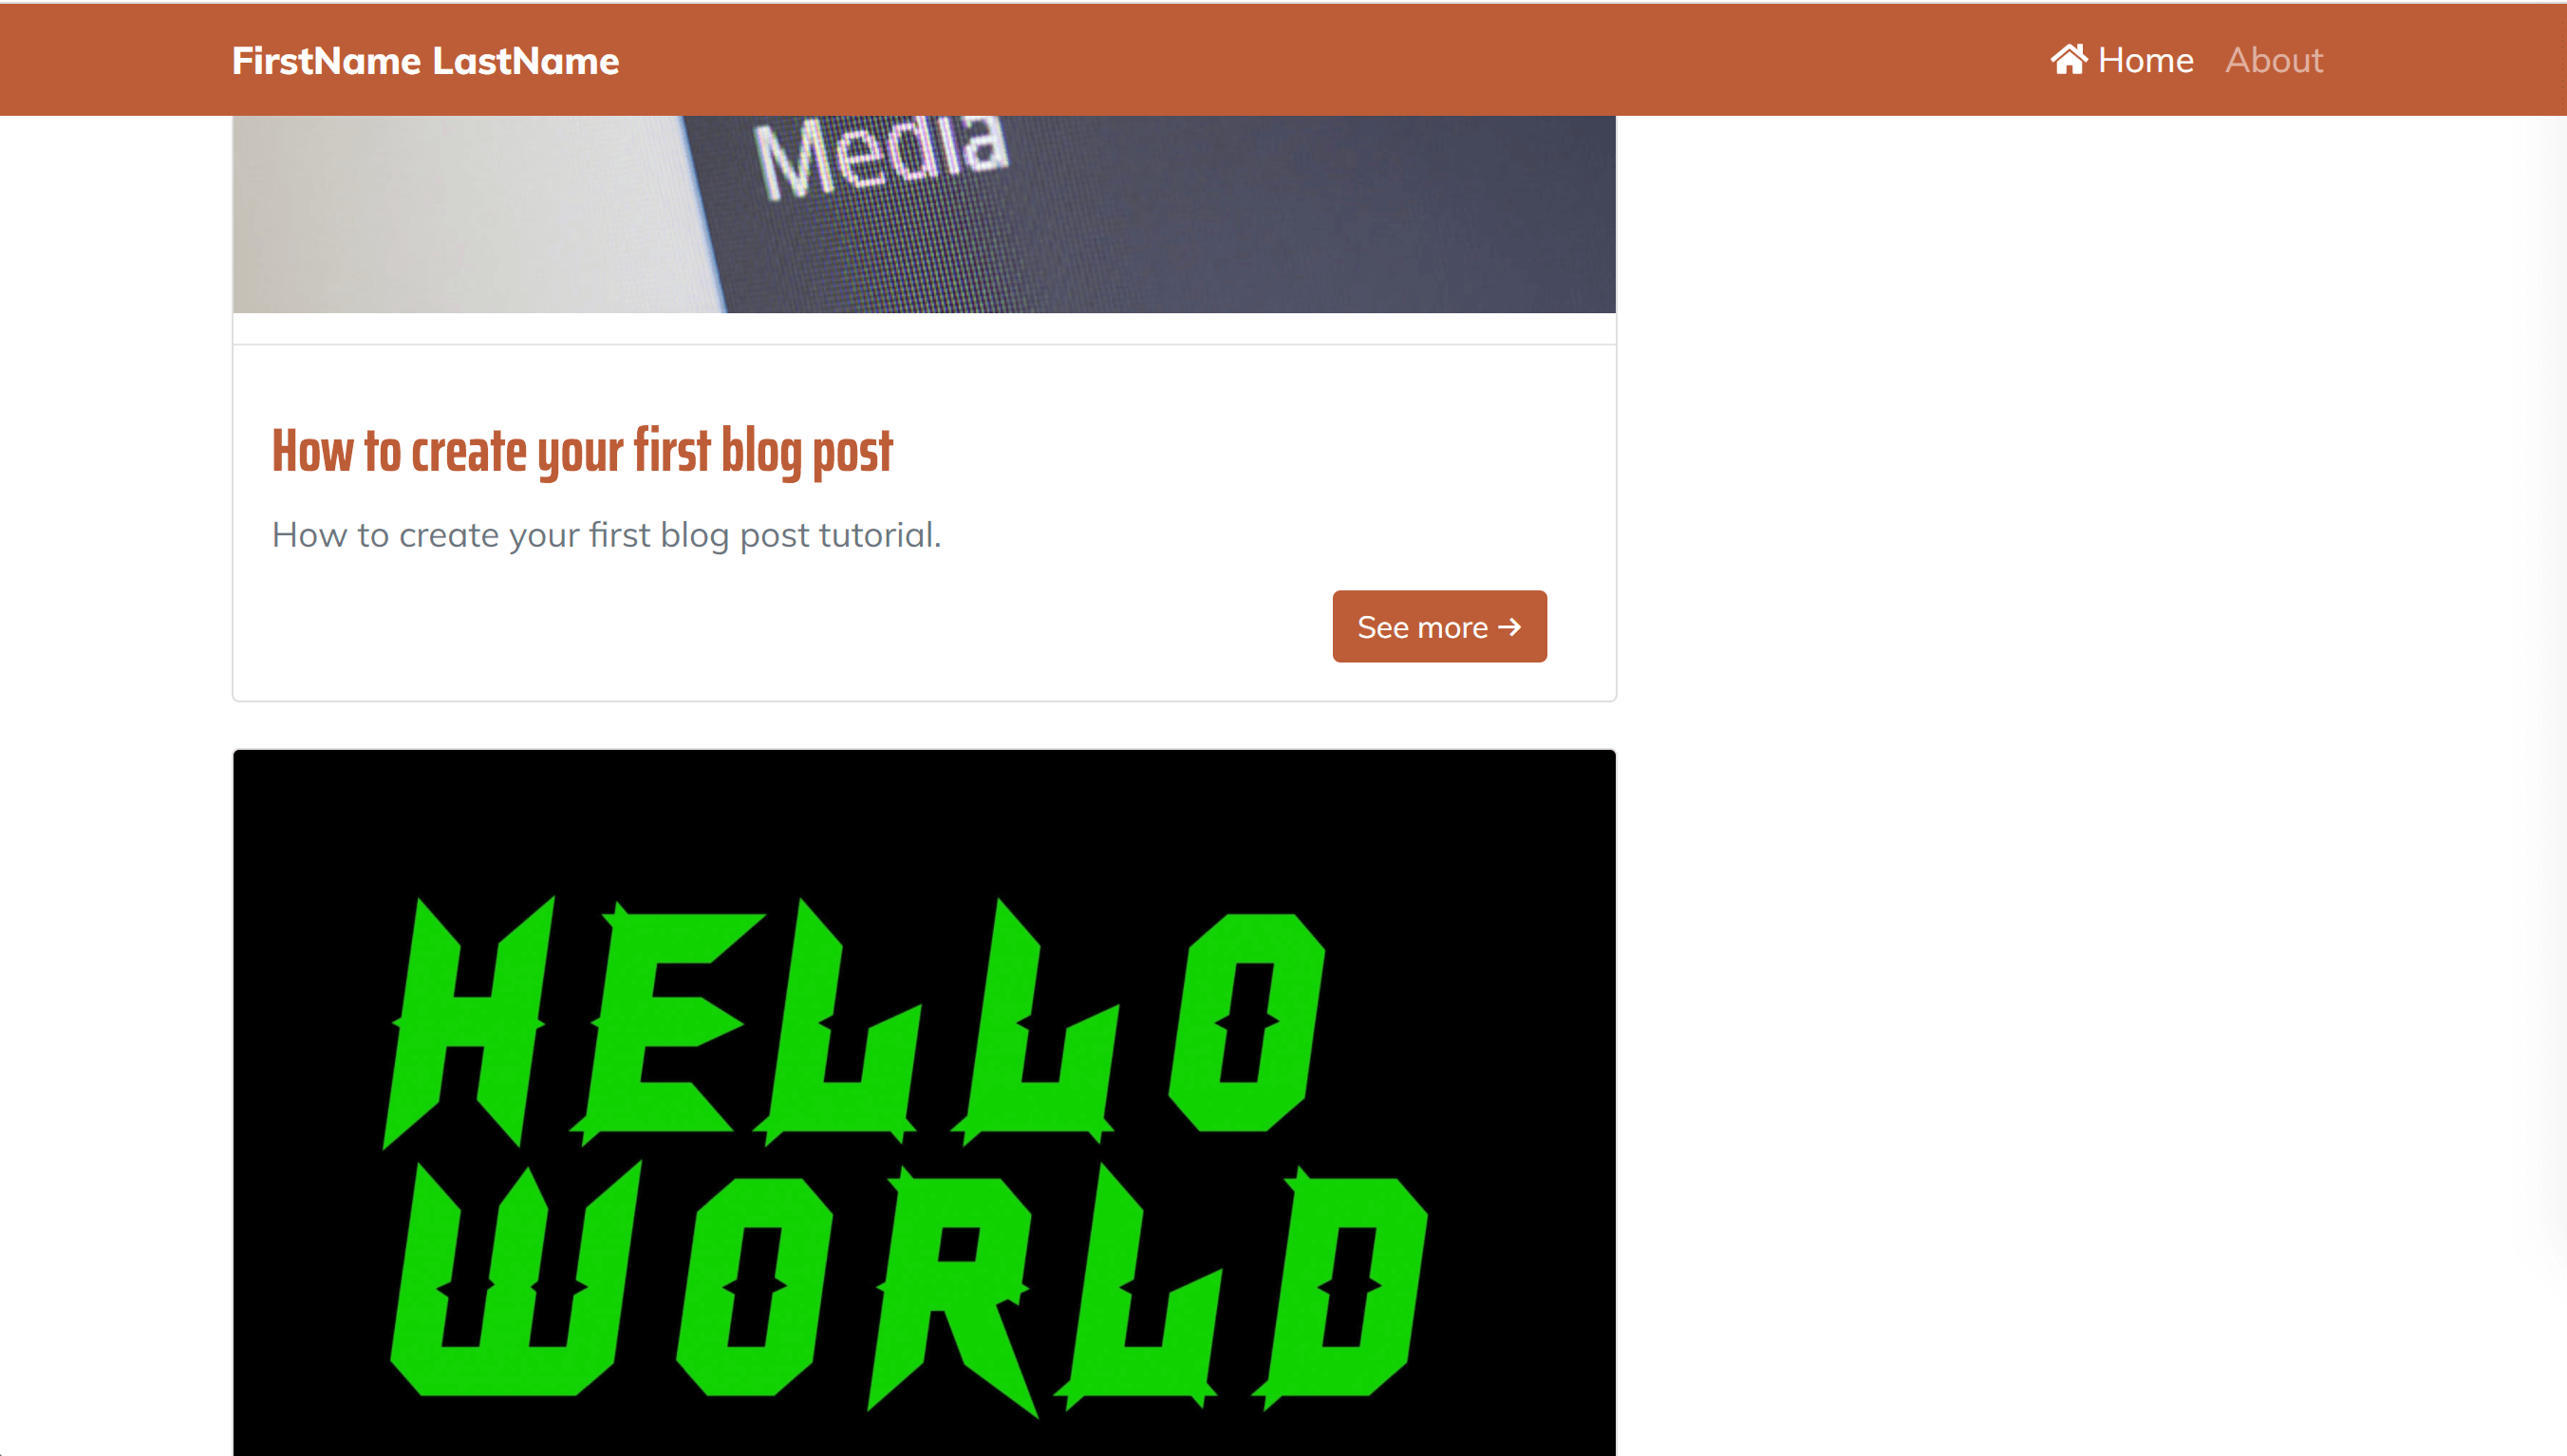 FirstName LastName
Home About
Media
How to create your first blog post
How to create your first blog post tutorial.
See more →
HELLO
WORLD